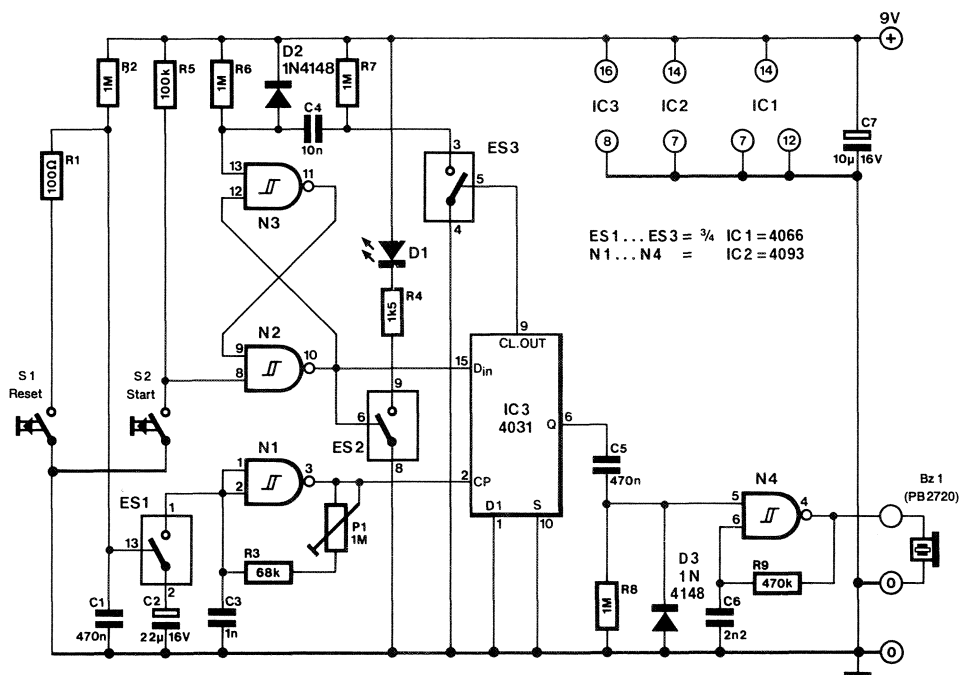 9V
+
R2
1M
R5
100k
R6
1M
D2
1N4148
R7
1M
C4
10n
16
14
14
IC3
IC2
IC1
8
7
7
12
C7
10µ 16V
R1
100Ω
13
12
11
N3
3
ES3
5
4
ES1...ES3 = ¾ IC1 = 4066
N1...N4 = IC2 = 4093
D1
R4
1k5
N2
9
8
10
9
CL.OUT
15
Din
IC3
4031
Q
6
S1
Reset
S2
Start
9
6
ES2
8
N1
1
2
3
2
CP
D1
S
1
10
C5
470n
N4
5
6
4
Bz1
(PB2720)
ES1
1
13
2
P1
1M
R3
68k
C1
470n
C2
22µ 16V
C3
1n
R8
1M
D3
1N
4148
R9
470k
C6
2n2
0
0